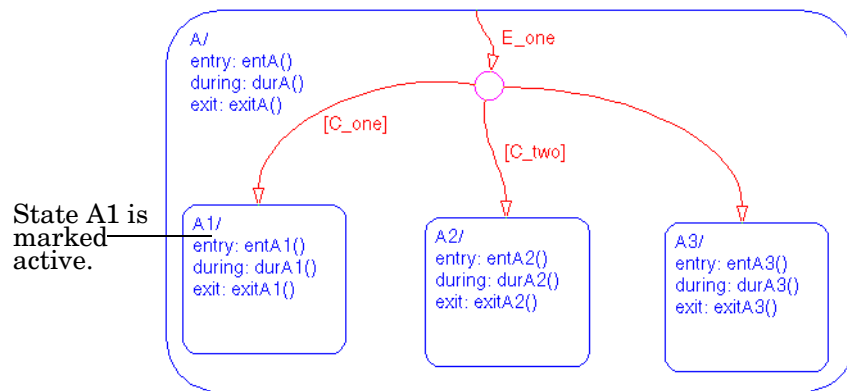 A/
entry: entA()
during: durA()
exit: exitA()
E_one
[C_one]
[C_two]
State A1 is
marked
active.
A1/
entry: entA1()
during: durA1()
exit: exitA1()
A2/
entry: entA2()
during: durA2()
exit: exitA2()
A3/
entry: entA3()
during: durA3()
exit: exitA3()